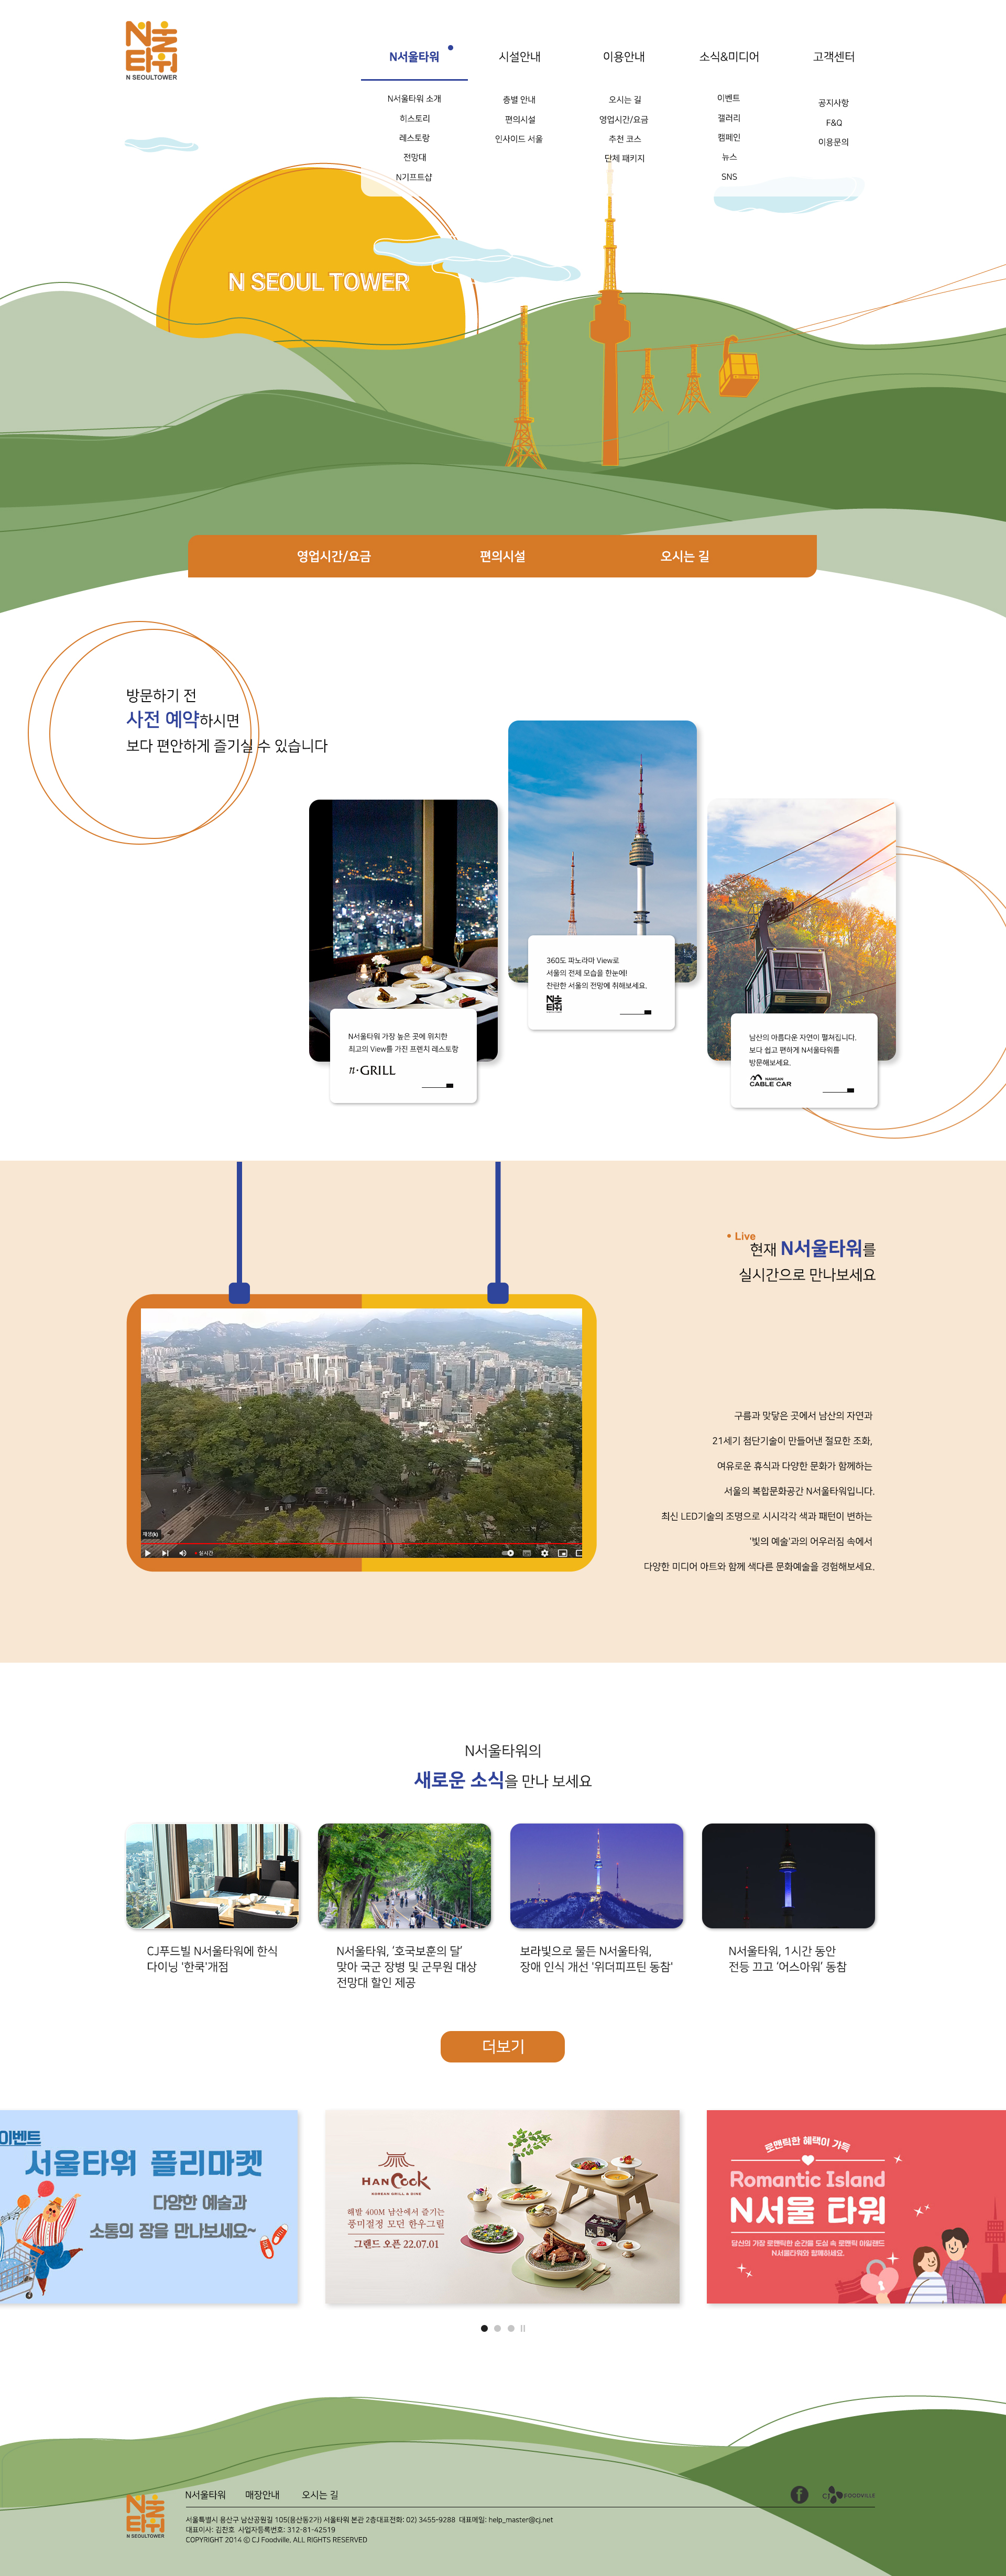 N서울타워
N SEOULTOWER
N서울타워
시설안내
이용안내
소식&미디어
고객센터
N서울타워 소개
히스토리
레스토랑
전망대
N기프트샵
층별 안내
편의시설
인사이드 서울
오시는 길
영업시간/요금
추천 코스
단체 패키지
이벤트
갤러리
캠페인
뉴스
SNS
공지사항
F&Q
이용문의
N SEOUL TOWER
영업시간/요금
편의시설
오시는 길
방문하기 전
사전 예약하시면
보다 편안하게 즐기실 수 있습니다
N서울타워 가장 높은 곳에 위치한
최고의 View를 가진 프렌치 레스토랑
n·GRILL
360도 파노라마 View로
서울의 전체 모습을 한눈에!
찬란한 서울의 전망에 취해보세요.
N서울타워
남산의 아름다운 자연이 펼쳐집니다.
보다 쉽고 편하게 N서울타워를
방문해보세요.
NAMSAN
CABLE CAR
• Live
현재 N서울타워를
실시간으로 만나보세요
재생(k)
실시간
구름과 맞닿은 곳에서 남산의 자연과
21세기 첨단기술이 만들어낸 절묘한 조화,
여유로운 휴식과 다양한 문화가 함께하는
서울의 복합문화공간 N서울타워입니다.
최신 LED기술의 조명으로 시시각각 색과 패턴이 변하는
'빛의 예술'과의 어우러짐 속에서
다양한 미디어 아트와 함께 색다른 문화예술을 경험해보세요.
N서울타워의
새로운 소식을 만나 보세요
CJ푸드빌 N서울타워에 한식
다이닝 '한쿡'개점
N서울타워, '호국보훈의 달'
맞아 국군 장병 및 군무원 대상
전망대 할인 제공
보라빛으로 물든 N서울타워,
장애 인식 개선 '위더피프틴 동참'
N서울타워, 1시간 동안
전등 끄고 '어스아워' 동참
더보기
이벤트
서울타워 플리마켓
다양한 예술과
소통의 장을 만나보세요~
HANCook
KOREAN GRILL & DINE
해발 400M 남산에서 즐기는
풍미절정 모던 한우그릴
그랜드 오픈 22.07.01
로맨틱한 혜택이 가득
Romantic Island
N서울 타워
당신의 가장 로맨틱한 순간을 도심 속 로맨틱 아일랜드
N서울타워와 함께하세요.
N서울타워
매장안내
오시는 길
f
CJ FOODVILLE
N서울타워
N SEOULTOWER
서울특별시 용산구 남산공원길 105(용산동2가) 서울타워 본관 2층대표전화: 02) 3455-9288 대표메일: help_master@cj.net
대표이사: 김찬호 사업자등록번호: 312-81-42519
COPYRIGHT 2014 ⓒ CJ Foodville. ALL RIGHTS RESERVED